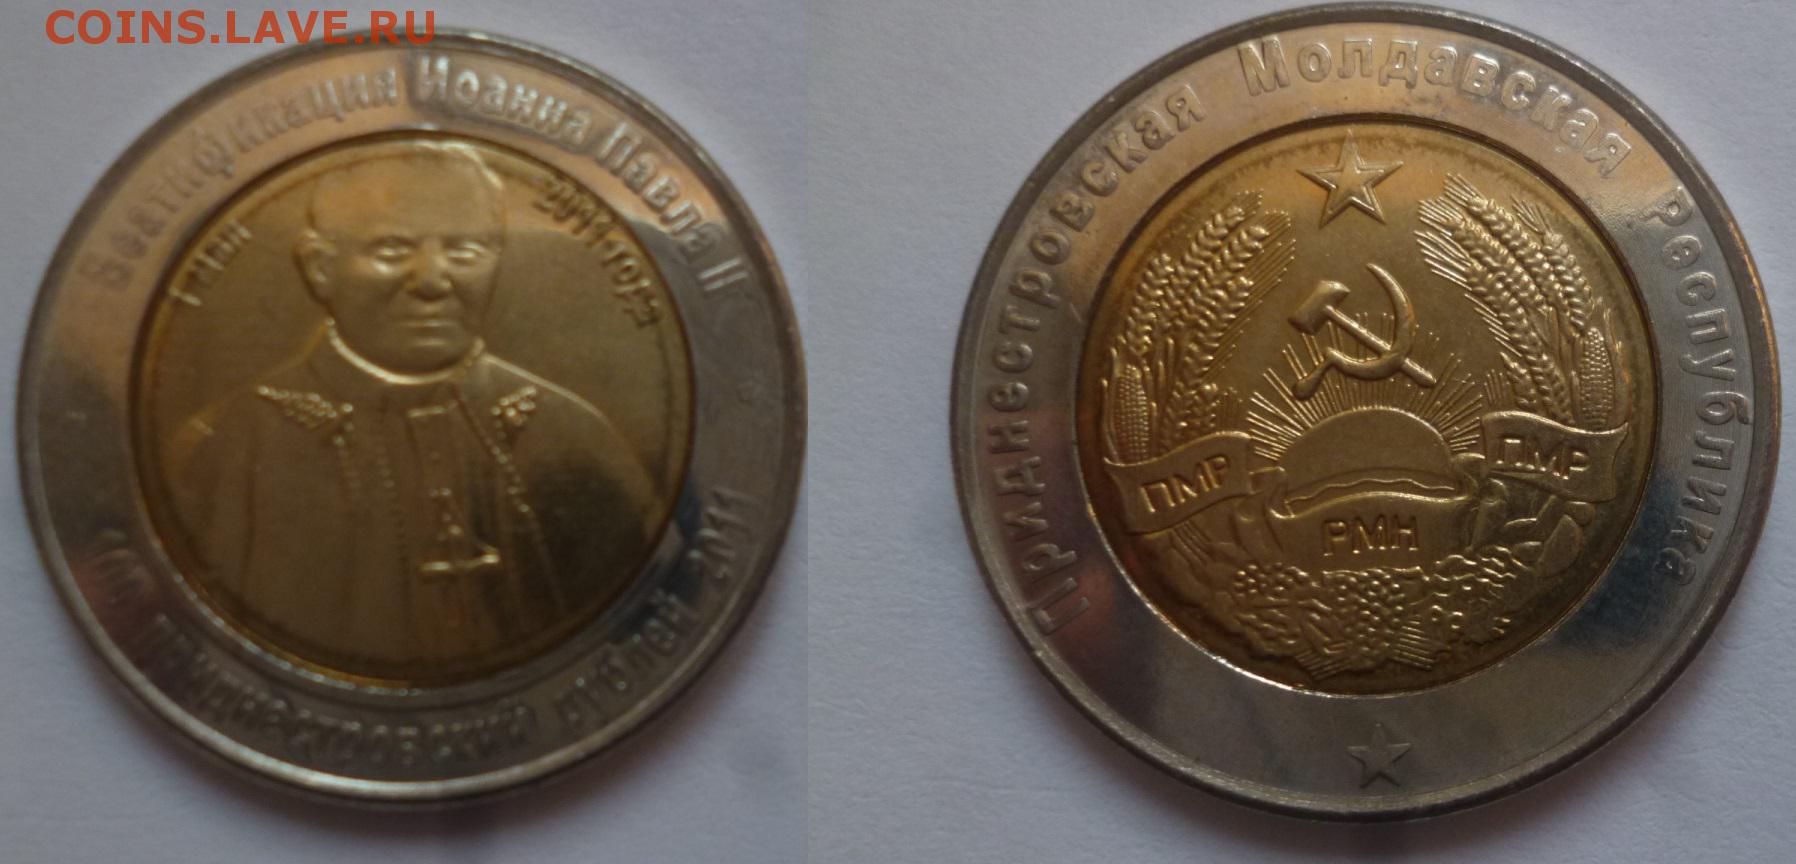 COINS.LAVE.RU
Беатификация Иоанна Павла II
1 мая
2011 года
100 приднестровский рублей 2011
Приднестровская Молдавская Республика
ПМР
ПМР
РМН